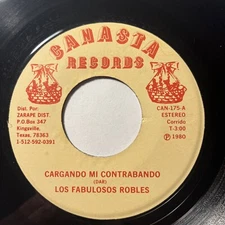 CANASTA
RECORDS
Dist. Por:
ZARAPE DIST.
P.O.Box 347
Kingsville,
Texas, 78363
1-512-592-0391
CAN-175-A
ESTEREO
Corrido
T-3:00
℗ 1980
CARGANDO MI CONTRABANDO
(DAR)
LOS FABULOSOS ROBLES